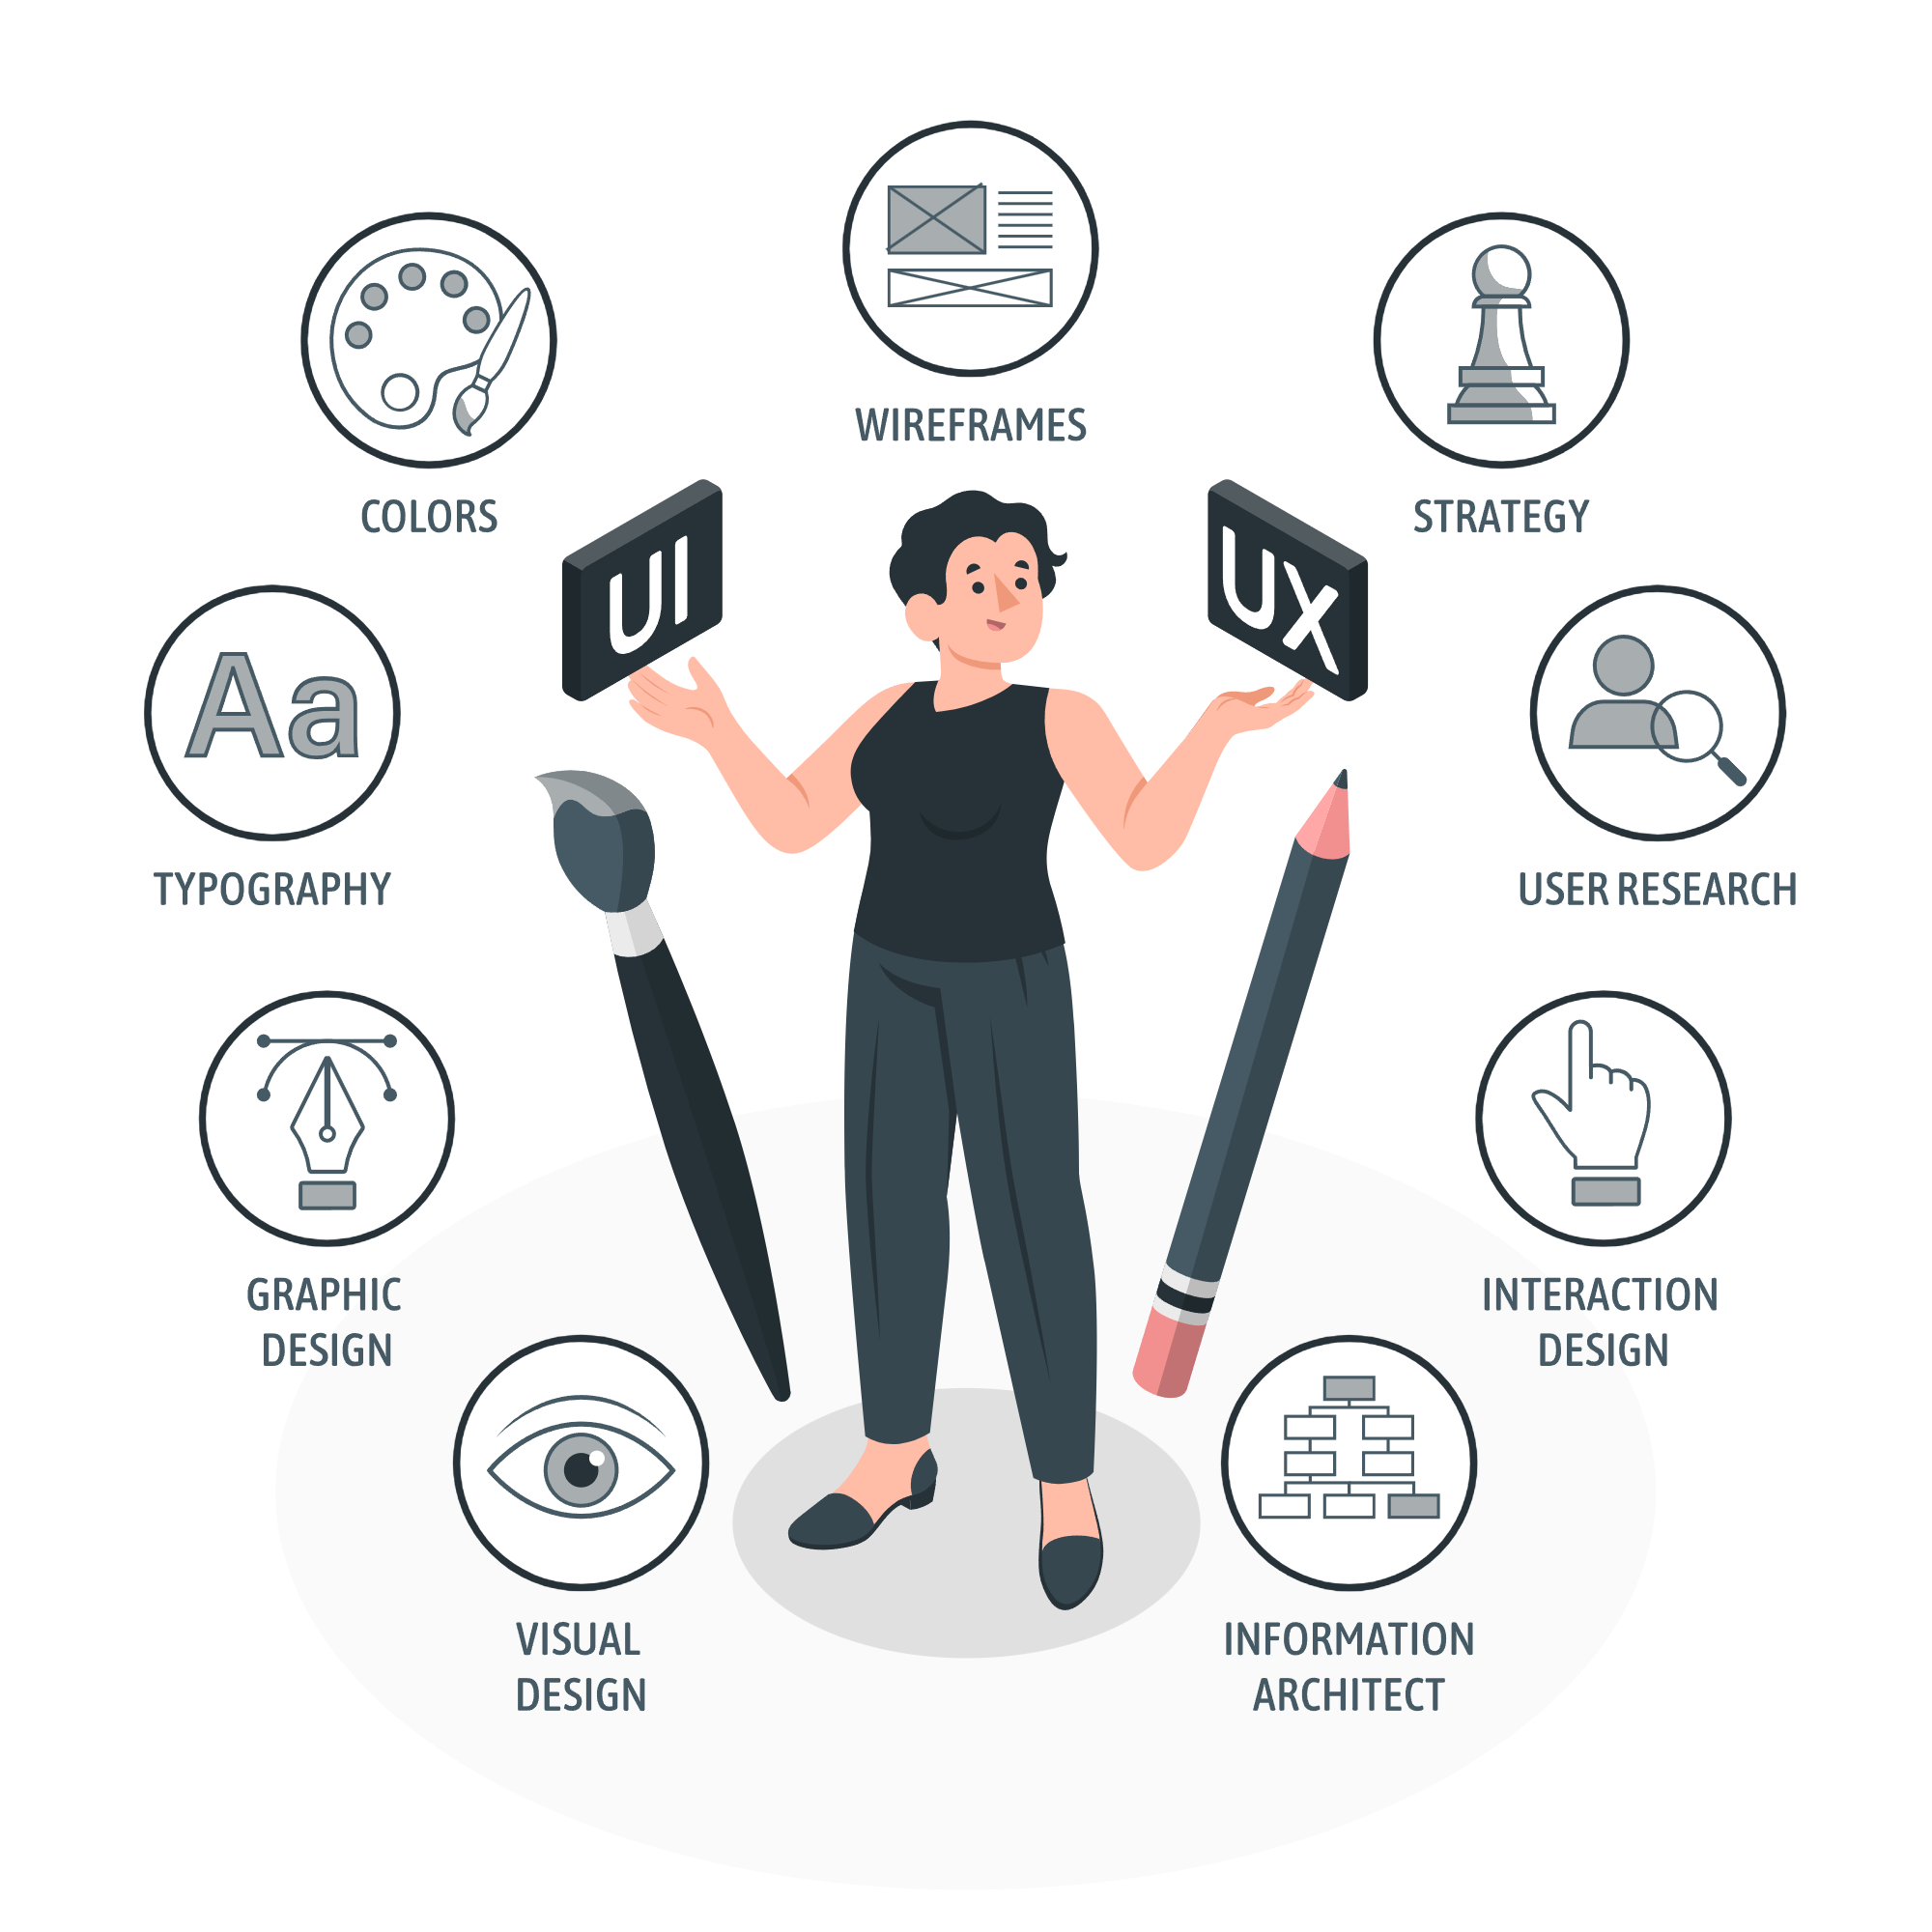 WIREFRAMES
COLORS
STRATEGY
UI
UX
Aa
TYPOGRAPHY
USER RESEARCH
GRAPHIC
DESIGN
INTERACTION
DESIGN
VISUAL
DESIGN
INFORMATION
ARCHITECT